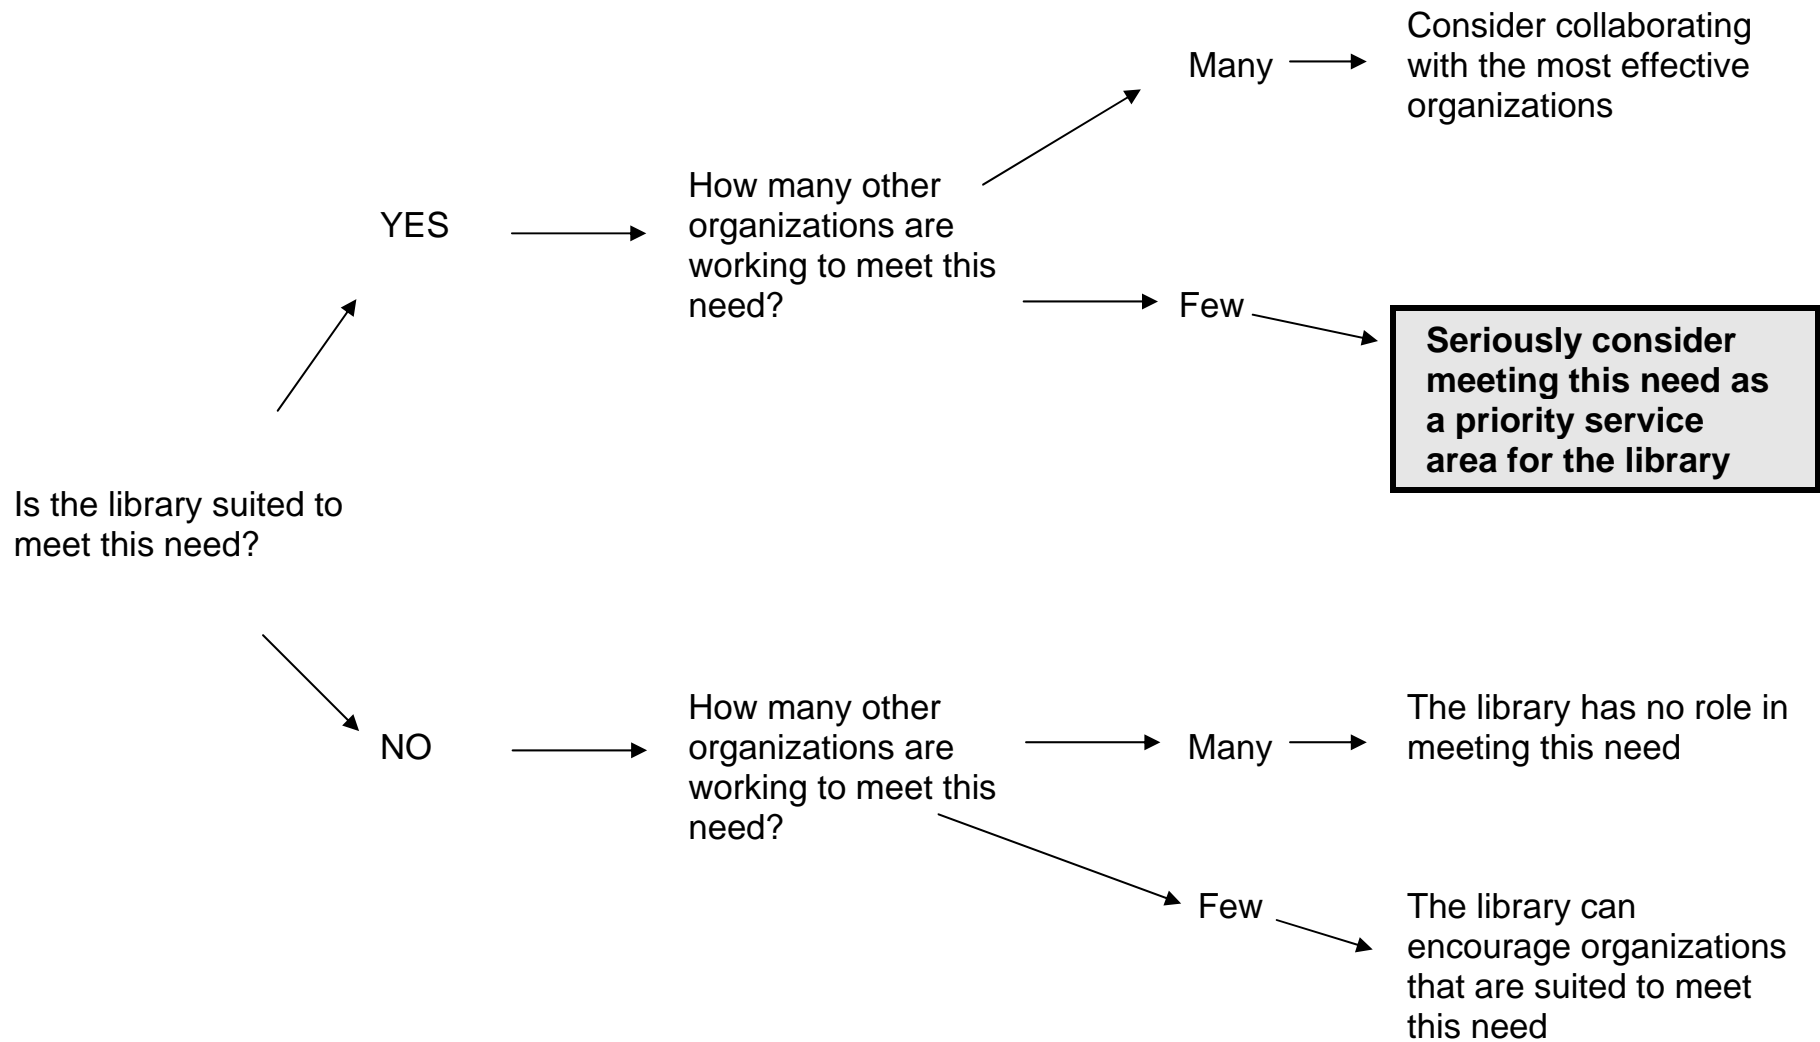 Is the library suited to
meet this need?
YES
How many other
organizations are
working to meet this
need?
Many
Consider collaborating
with the most effective
organizations
Few
Seriously consider
meeting this need as
a priority service
area for the library
NO
How many other
organizations are
working to meet this
need?
Many
The library has no role in
meeting this need
Few
The library can
encourage organizations
that are suited to meet
this need